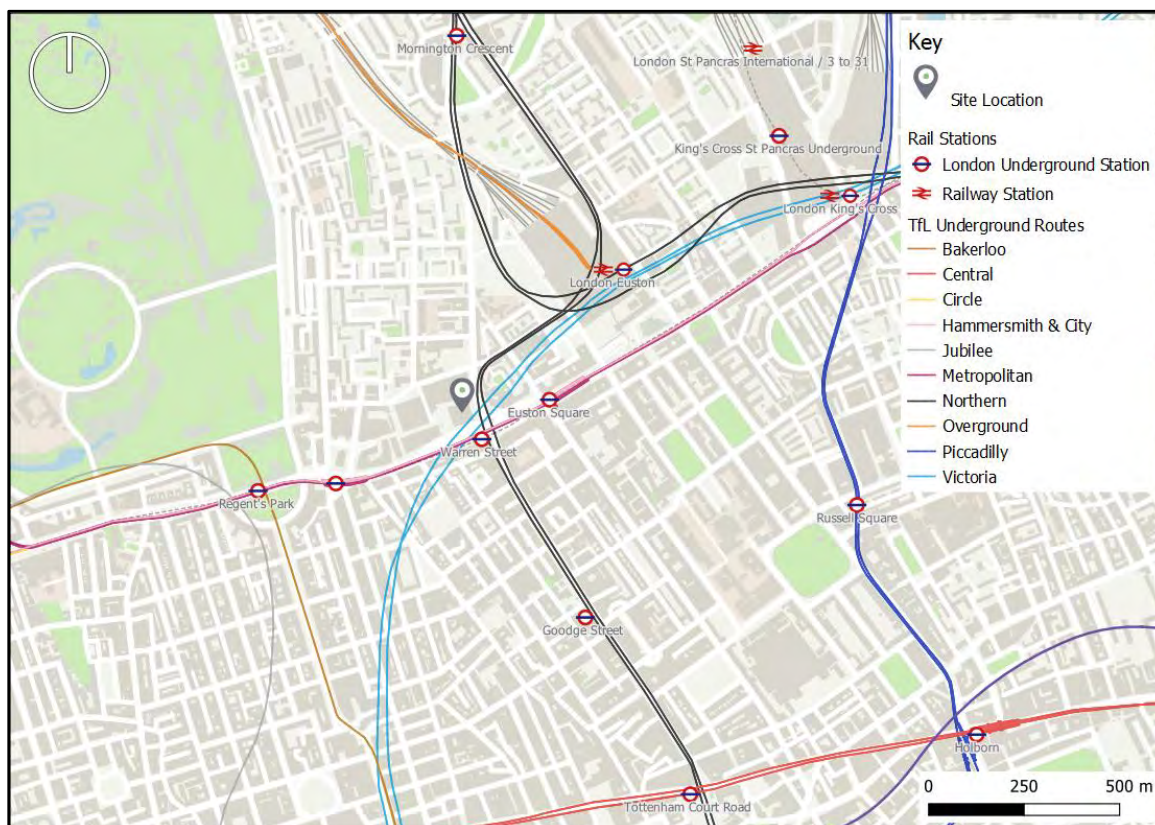 Mornington Crescent
London St Pancras International / 3 to 31
King's Cross St Pancras Underground
London King's Cross
London Euston
Euston Square
Warren Street
Regent's Park
Russell Square
Goodge Street
Holborn
Tottenham Court Road
Key
Site Location
Rail Stations
London Underground Station
Railway Station
TfL Underground Routes
Bakerloo
Central
Circle
Hammersmith & City
Jubilee
Metropolitan
Northern
Overground
Piccadilly
Victoria
0 250 500 m